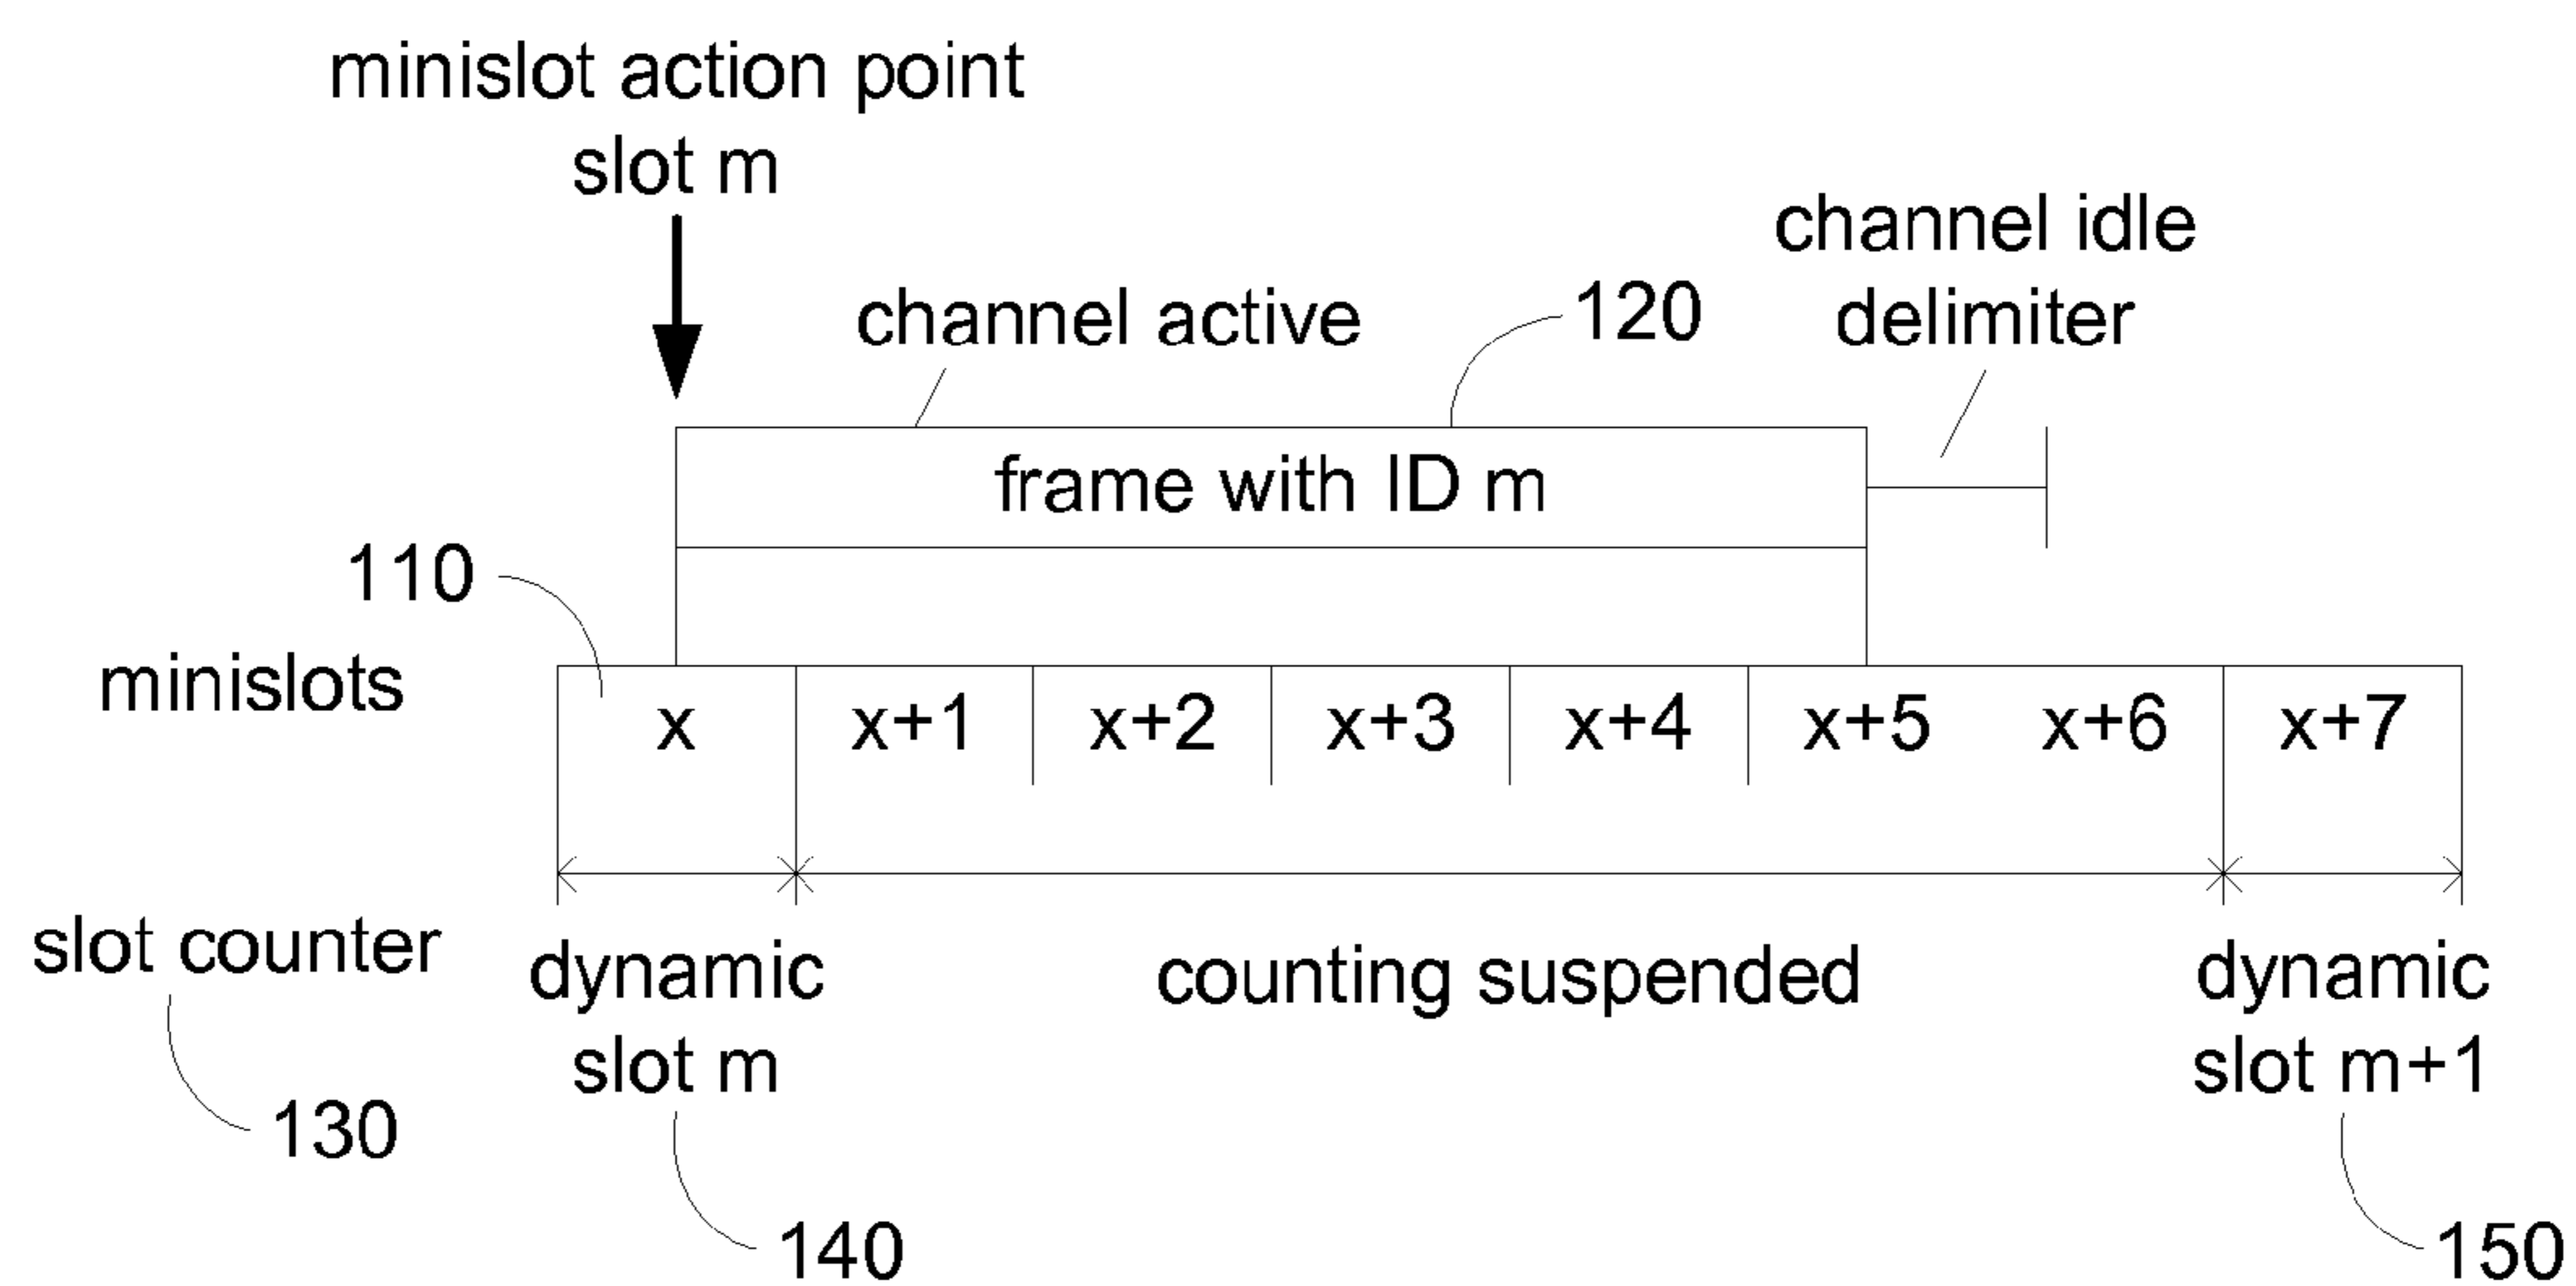 minislot action point
slot m
channel idle
delimiter
channel active
120
frame with ID m
110
minislots
x
x+1
x+2
x+3
x+4
x+5
x+6
x+7
slot counter
130
dynamic
slot m
140
counting suspended
dynamic
slot m+1
150